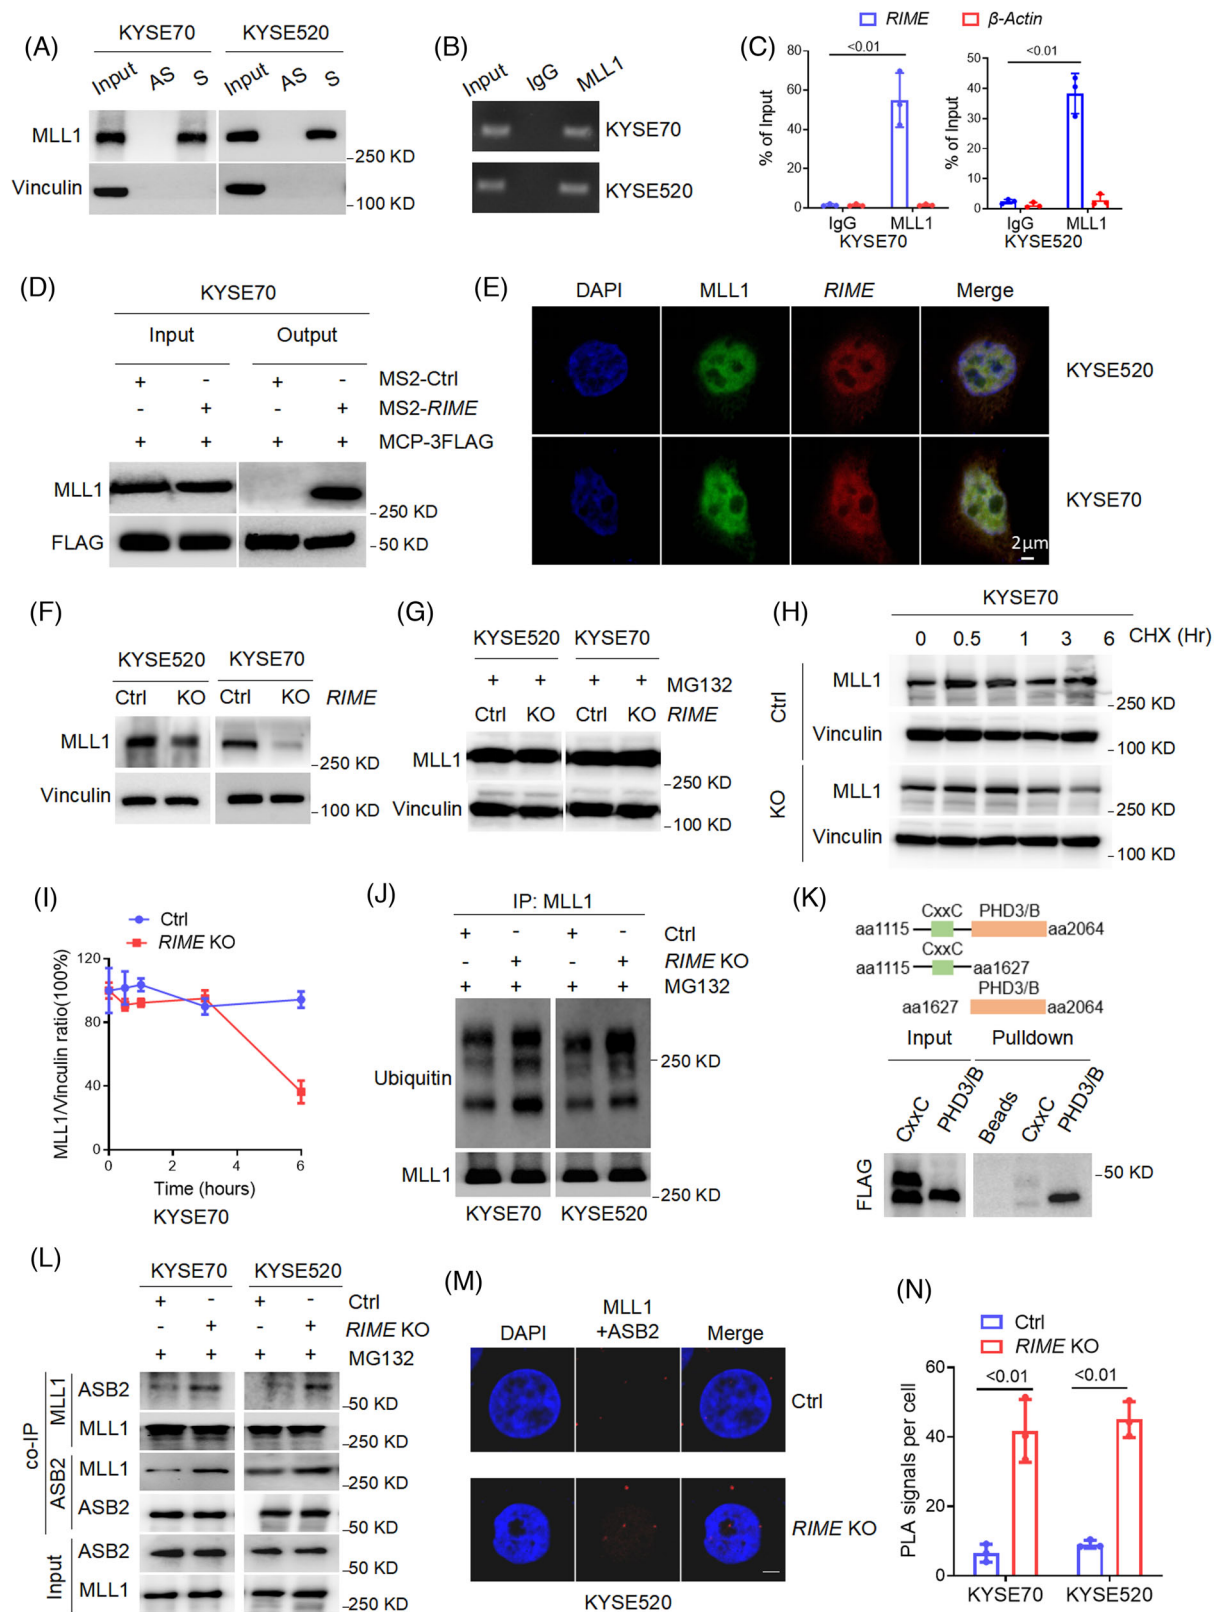 (A)
KYSE70 KYSE520
Input AS S Input AS S
MLL1
-250 KD
Vinculin
-100 KD
(B)
Input IgG MLL1
KYSE70
KYSE520
(C)
RIME β-Actin
<0.01
% of Input
80
60
40
20
0
IgG MLL1
KYSE70
<0.01
% of Input
50
40
30
20
10
0
IgG MLL1
KYSE520
(D)
KYSE70
Input Output
+ - + - MS2-Ctrl
- + - + MS2-RIME
+ + + + MCP-3FLAG
MLL1
-250 KD
FLAG
-50 KD
(E)
DAPI MLL1 RIME Merge
KYSE520
KYSE70
2μm
(F)
KYSE520 KYSE70
Ctrl KO Ctrl KO RIME
MLL1
-250 KD
Vinculin
-100 KD
(G)
KYSE520 KYSE70
+ + + + MG132
Ctrl KO Ctrl KO RIME
MLL1
-250 KD
Vinculin
-100 KD
(H)
KYSE70
0 0.5 1 3 6 CHX (Hr)
Ctrl
MLL1
-250 KD
Vinculin
-100 KD
KO
MLL1
-250 KD
Vinculin
-100 KD
(I)
Ctrl
RIME KO
MLL1/Vinculin ratio(100%)
120
80
40
0
0 2 4 6
Time (hours)
KYSE70
(J)
IP: MLL1
+ - + - Ctrl
- + - + RIME KO
+ + + + MG132
Ubiquitin
-250 KD
MLL1
-250 KD
KYSE70 KYSE520
(K)
CxxC PHD3/B
aa1115 aa2064
CxxC
aa1115 aa1627
PHD3/B
aa1627 aa2064
Input Pulldown
CxxC PHD3/B Beads CxxC PHD3/B
FLAG
-50 KD
(L)
KYSE70 KYSE520
+ - + - Ctrl
- + - + RIME KO
+ + + + MG132
co-IP
MLL1
ASB2
-50 KD
MLL1
-250 KD
ASB2
MLL1
-250 KD
ASB2
-50 KD
Input
ASB2
-50 KD
MLL1
-250 KD
(M)
DAPI MLL1 +ASB2 Merge
Ctrl
RIME KO
KYSE520
(N)
Ctrl
RIME KO
<0.01 <0.01
PLA signals per cell
60
40
20
0
KYSE70 KYSE520